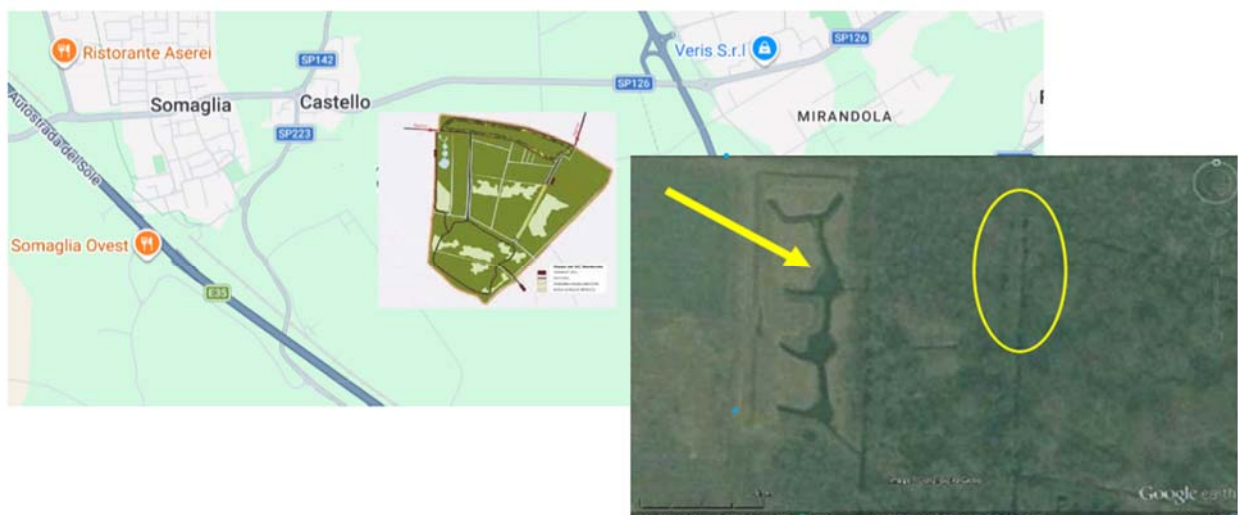 Ristorante Aserei
SP142
SP126
Veris S.r.l
SP126
Somaglia
Castello
MIRANDOLA
SP223
Autostrada del Sole
Somaglia Ovest
E35
Google earth